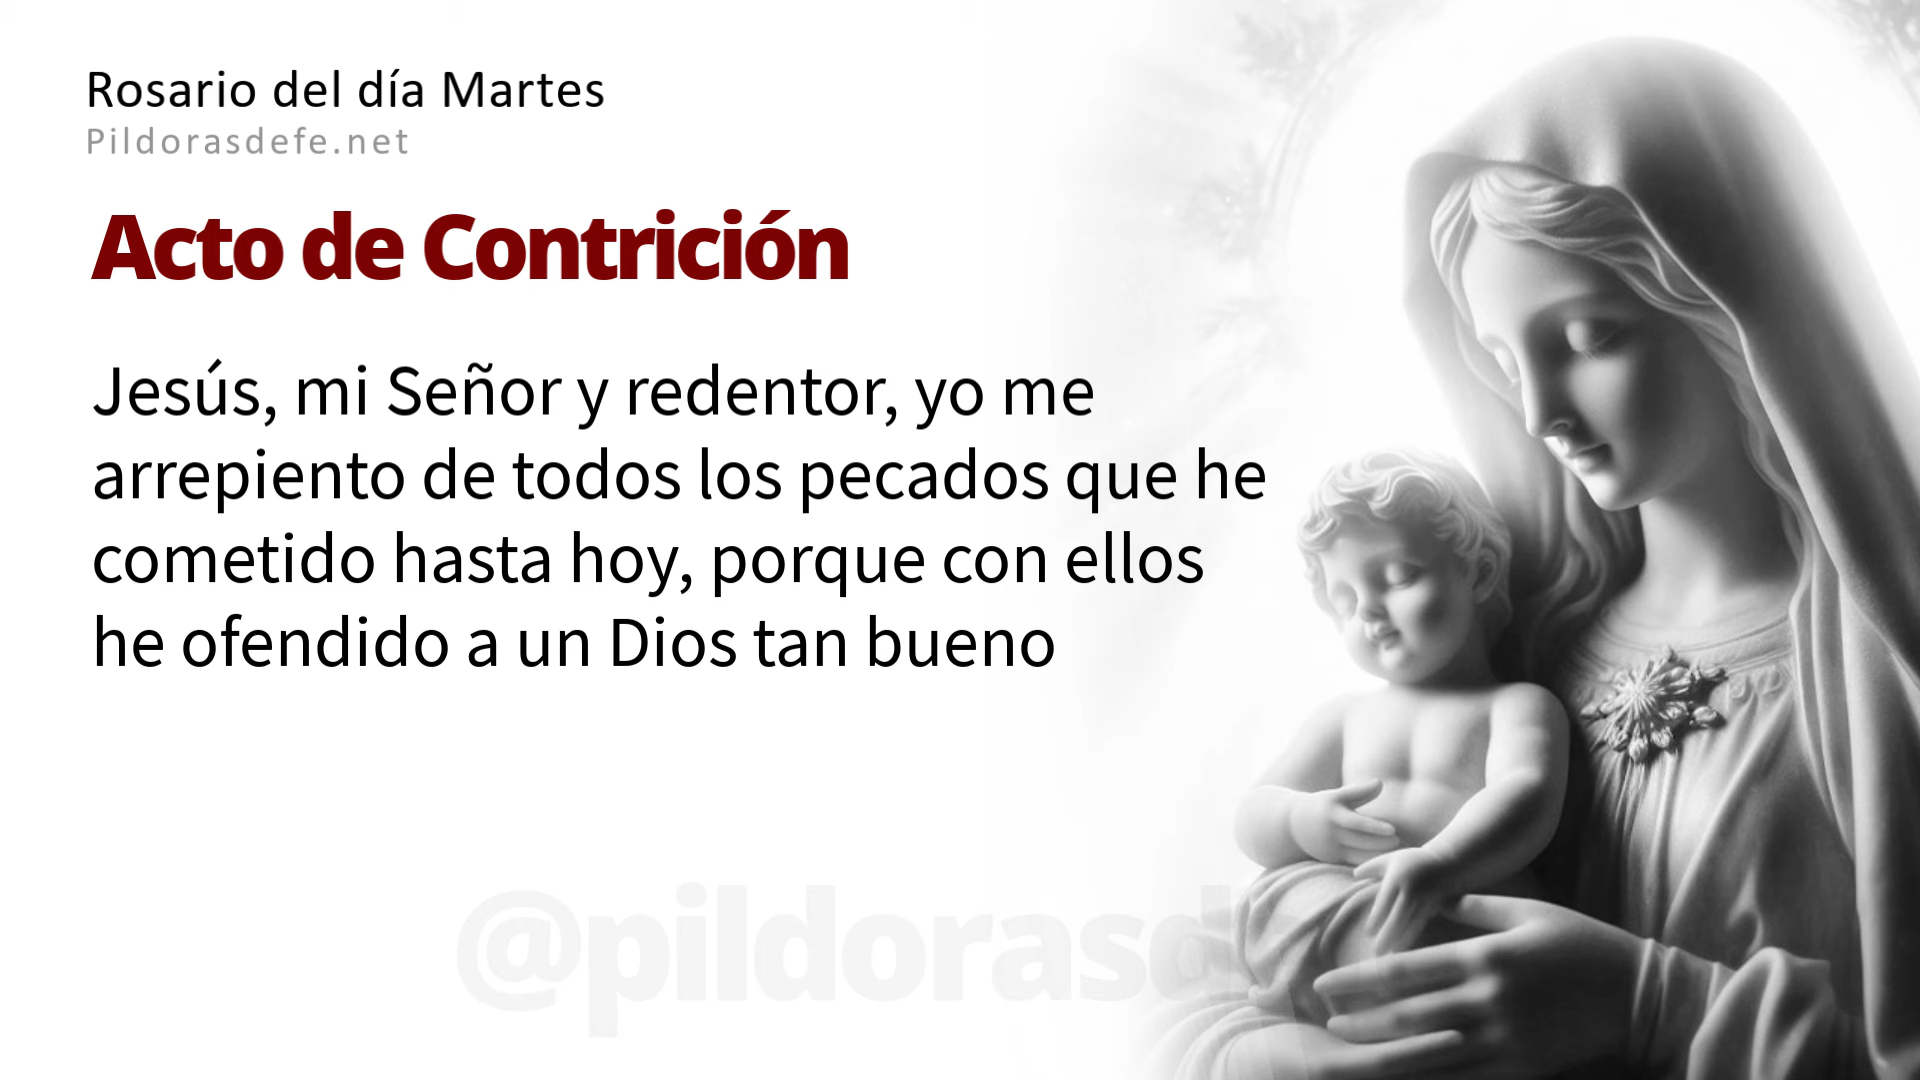 Rosario del día Martes
Pildorasdefe.net
Acto de Contrición
Jesús, mi Señor y redentor, yo me
arrepiento de todos los pecados que he
cometido hasta hoy, porque con ellos
he ofendido a un Dios tan bueno
@pildorasd